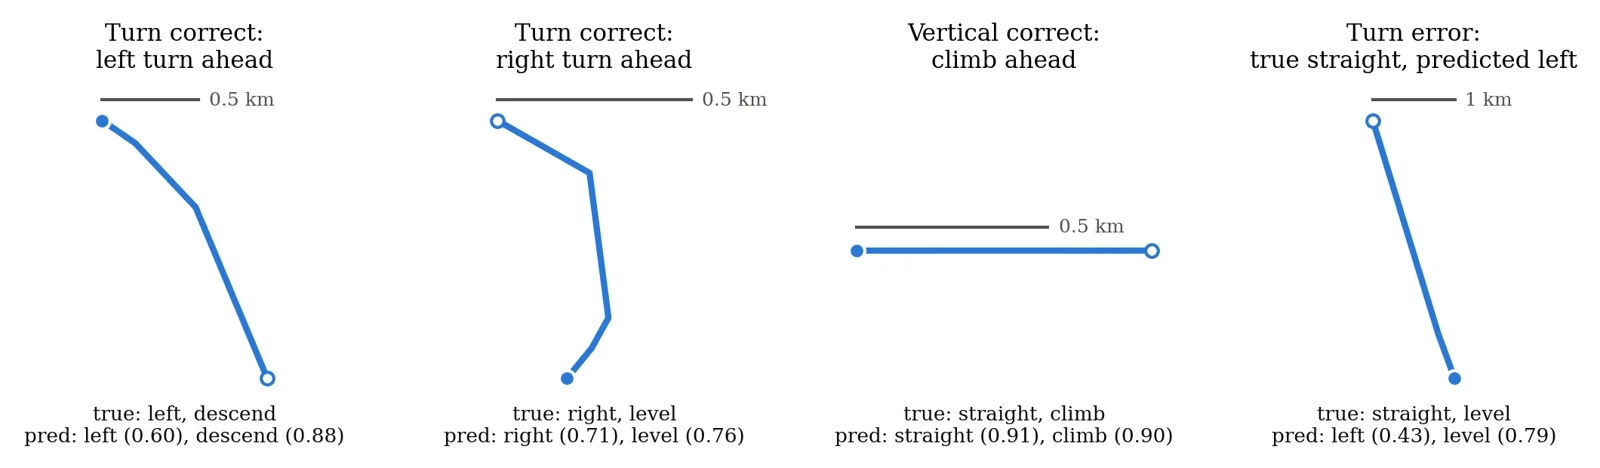 Turn correct:
left turn ahead
0.5 km
true: left, descend
pred: left (0.60), descend (0.88)
Turn correct:
right turn ahead
0.5 km
true: right, level
pred: right (0.71), level (0.76)
Vertical correct:
climb ahead
0.5 km
true: straight, climb
pred: straight (0.91), climb (0.90)
Turn error:
true straight, predicted left
1 km
true: straight, level
pred: left (0.43), level (0.79)